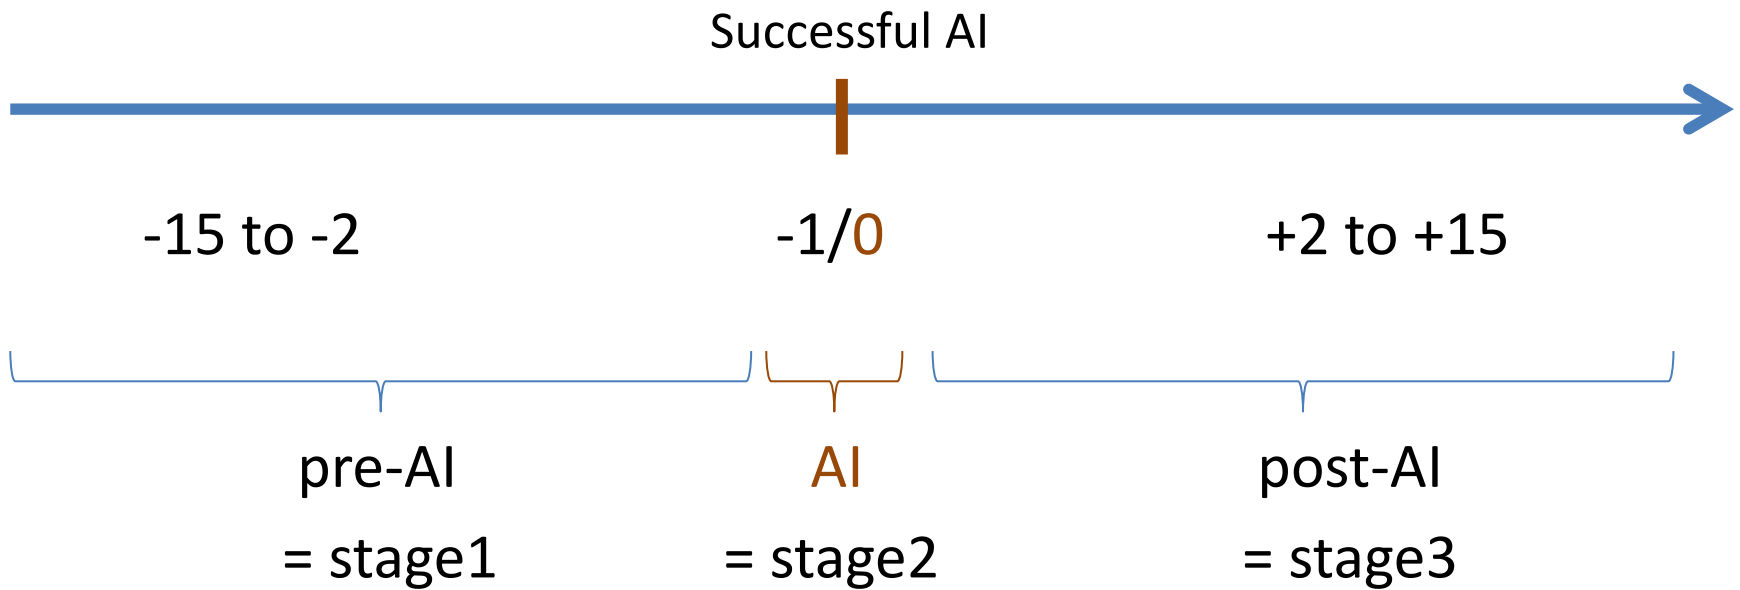 Successful AI
-15 to -2 -1/0 +2 to +15
pre-AI AI post-AI
= stage1 = stage2 = stage3